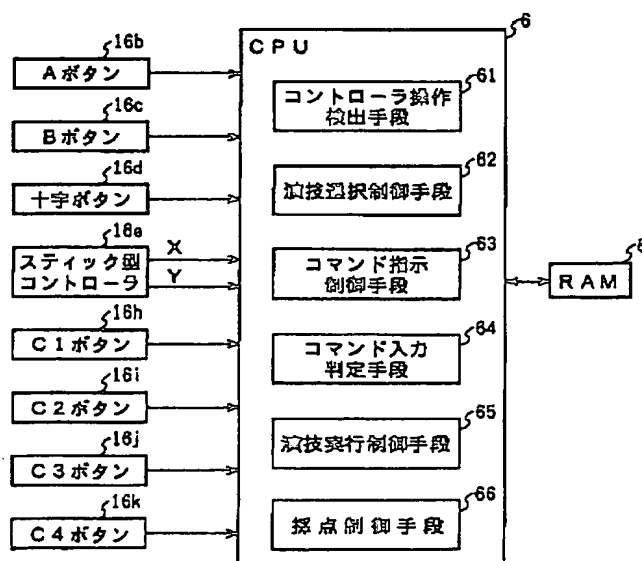 16b
Aボタン
16c
Bボタン
16d
十字ボタン
16e
スティック型
コントローラ
X
Y
16h
C1ボタン
16i
C2ボタン
16j
C3ボタン
16k
C4ボタン
6
CPU
61
コントローラ操作
検出手段
62
演技選択制御手段
63
コマンド指示
制御手段
64
コマンド入力
判定手段
65
演技実行制御手段
66
採点制御手段
8
RAM